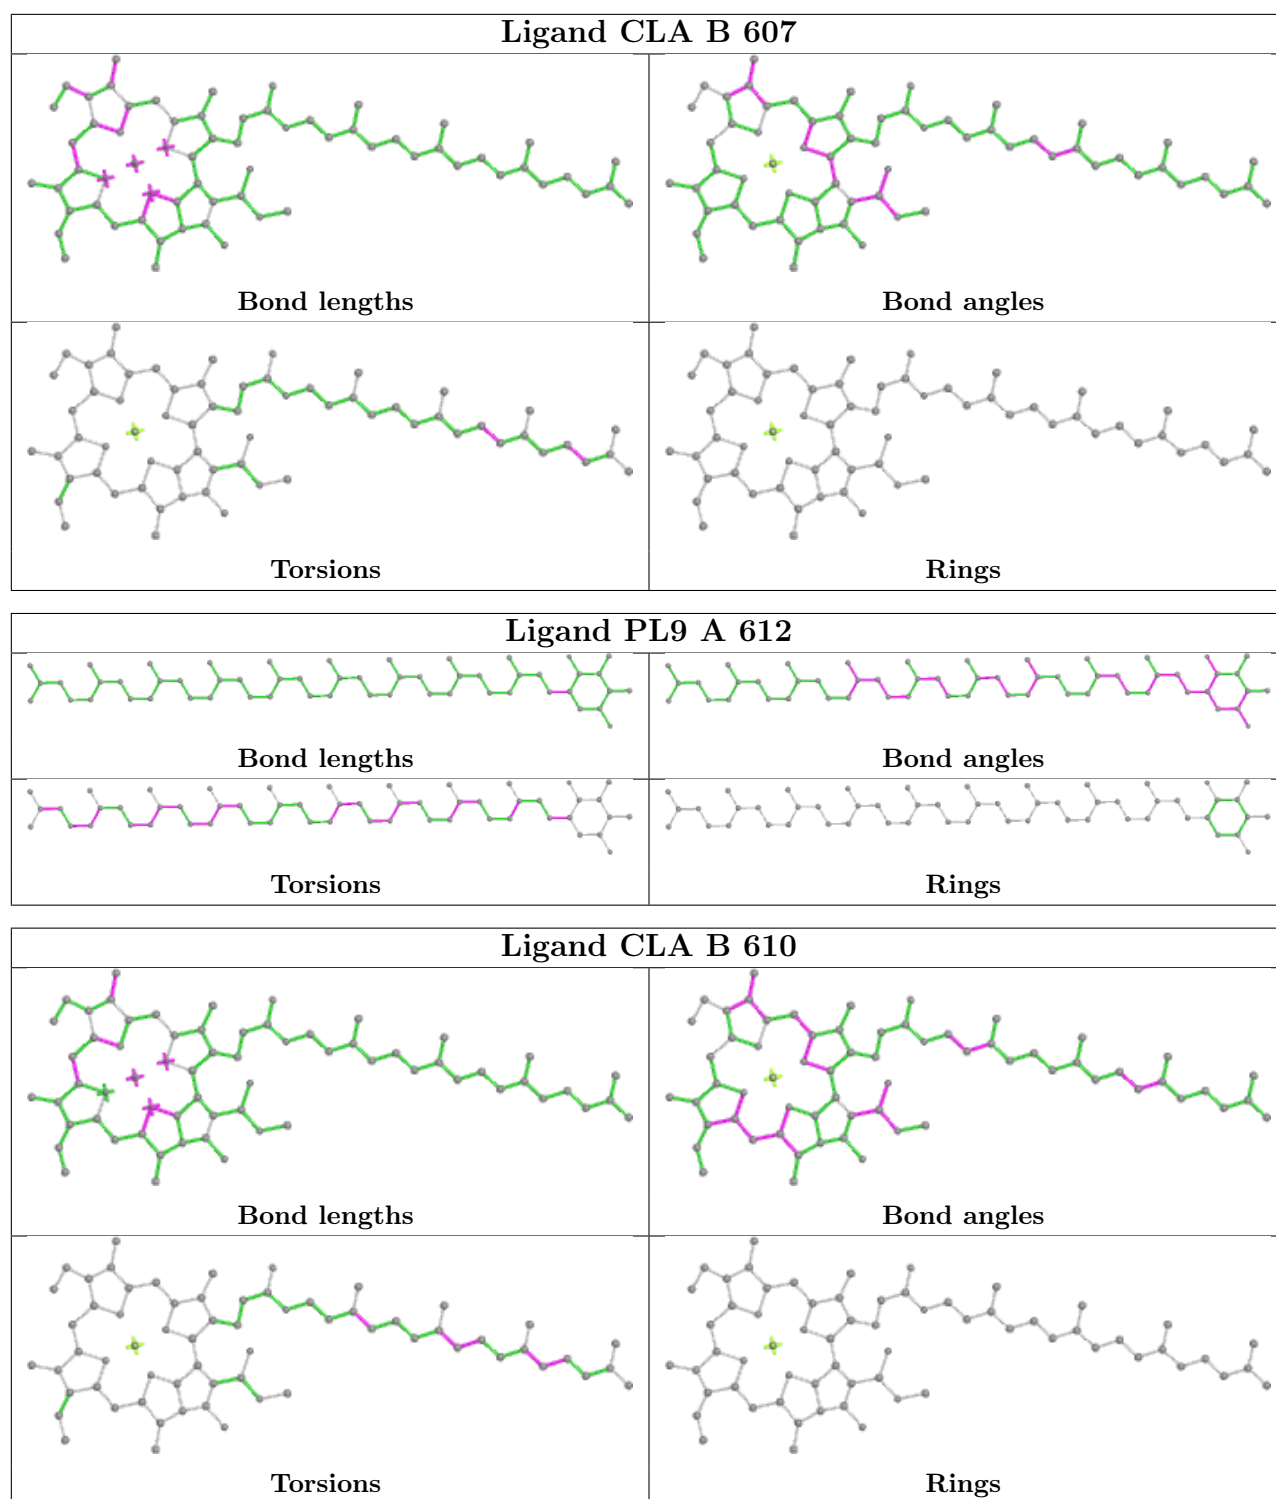 Ligand CLA B 607
Bond lengths
Bond angles
Torsions
Rings
Ligand PL9 A 612
Bond lengths
Bond angles
Torsions
Rings
Ligand CLA B 610
Bond lengths
Bond angles
Torsions
Rings